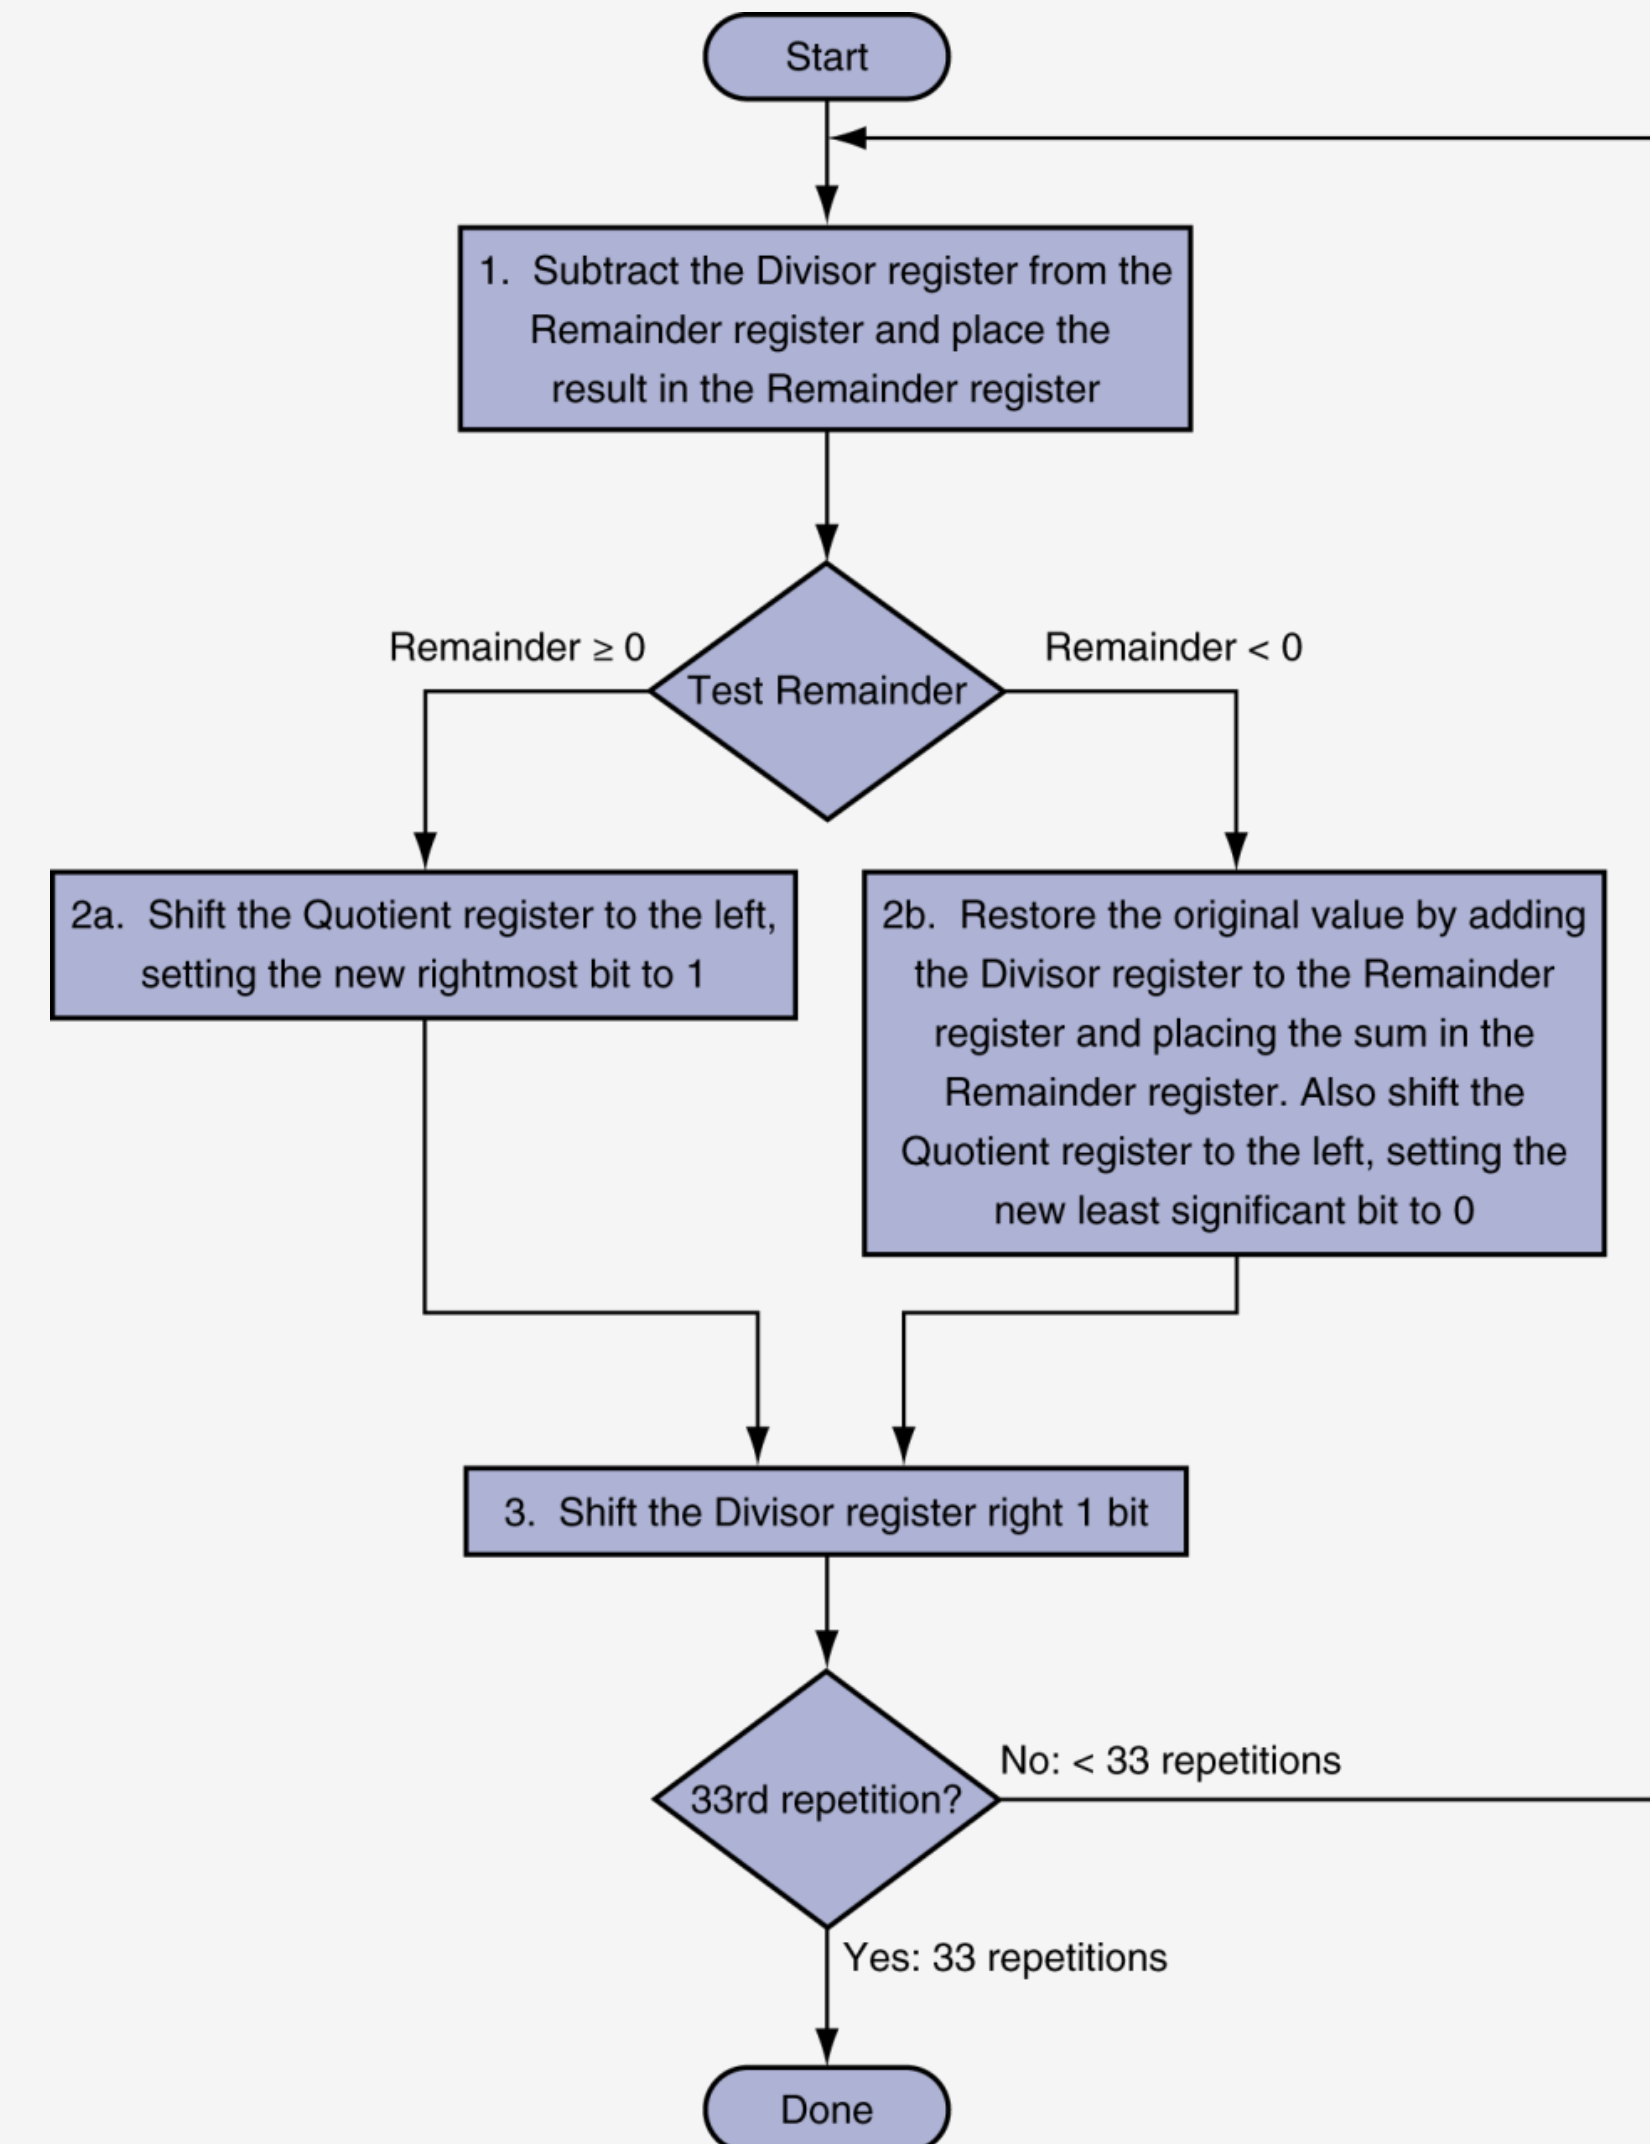 Start
1. Subtract the Divisor register from the
Remainder register and place the
result in the Remainder register
Remainder ≥ 0
Remainder < 0
Test Remainder
2a. Shift the Quotient register to the left,
setting the new rightmost bit to 1
2b. Restore the original value by adding
the Divisor register to the Remainder
register and placing the sum in the
Remainder register. Also shift the
Quotient register to the left, setting the
new least significant bit to 0
3. Shift the Divisor register right 1 bit
No: < 33 repetitions
33rd repetition?
Yes: 33 repetitions
Done